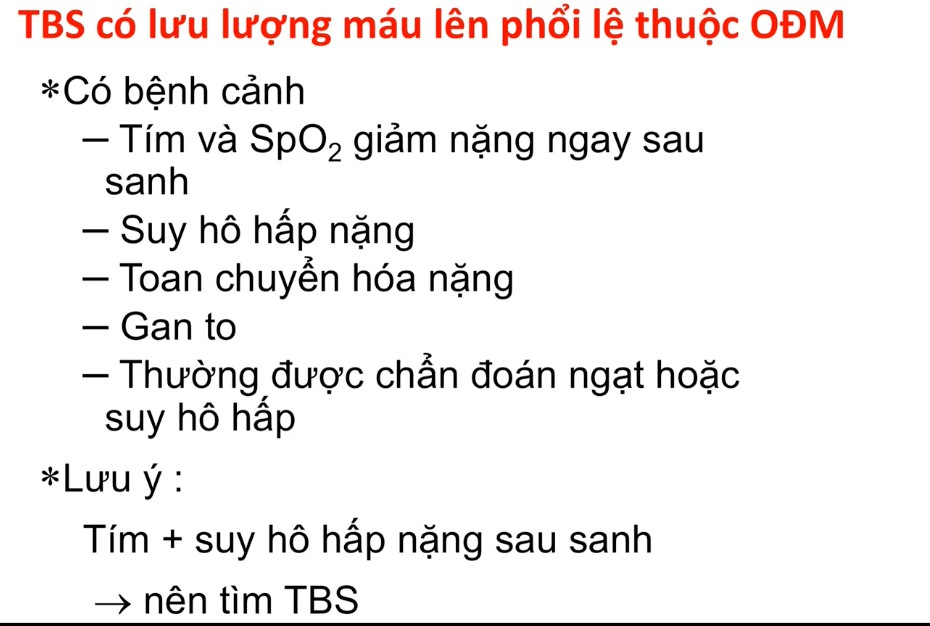 TBS có lưu lượng máu lên phổi lệ thuộc OĐM
*Có bệnh cảnh
– Tím và SpO₂ giảm nặng ngay sau
sanh
– Suy hô hấp nặng
– Toan chuyển hóa nặng
– Gan to
– Thường được chẩn đoán ngạt hoặc
suy hô hấp
*Lưu ý :
Tím + suy hô hấp nặng sau sanh
→ nên tìm TBS